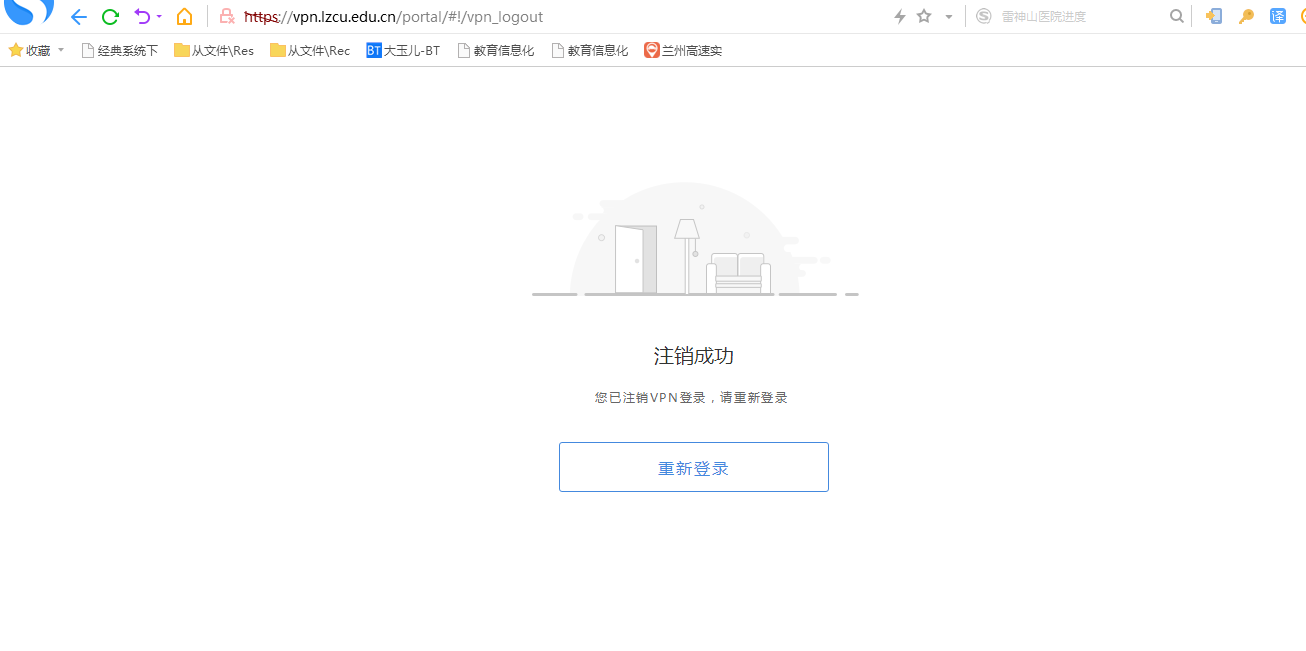 https://vpn.lzcu.edu.cn/portal/#!/vpn_logout
雷神山医院进度
译
收藏 经典系统下 从文件\Res 从文件\Rec BT 大玉儿-BT 教育信息化 教育信息化 兰州高速实
注销成功
您已注销VPN登录，请重新登录
重新登录